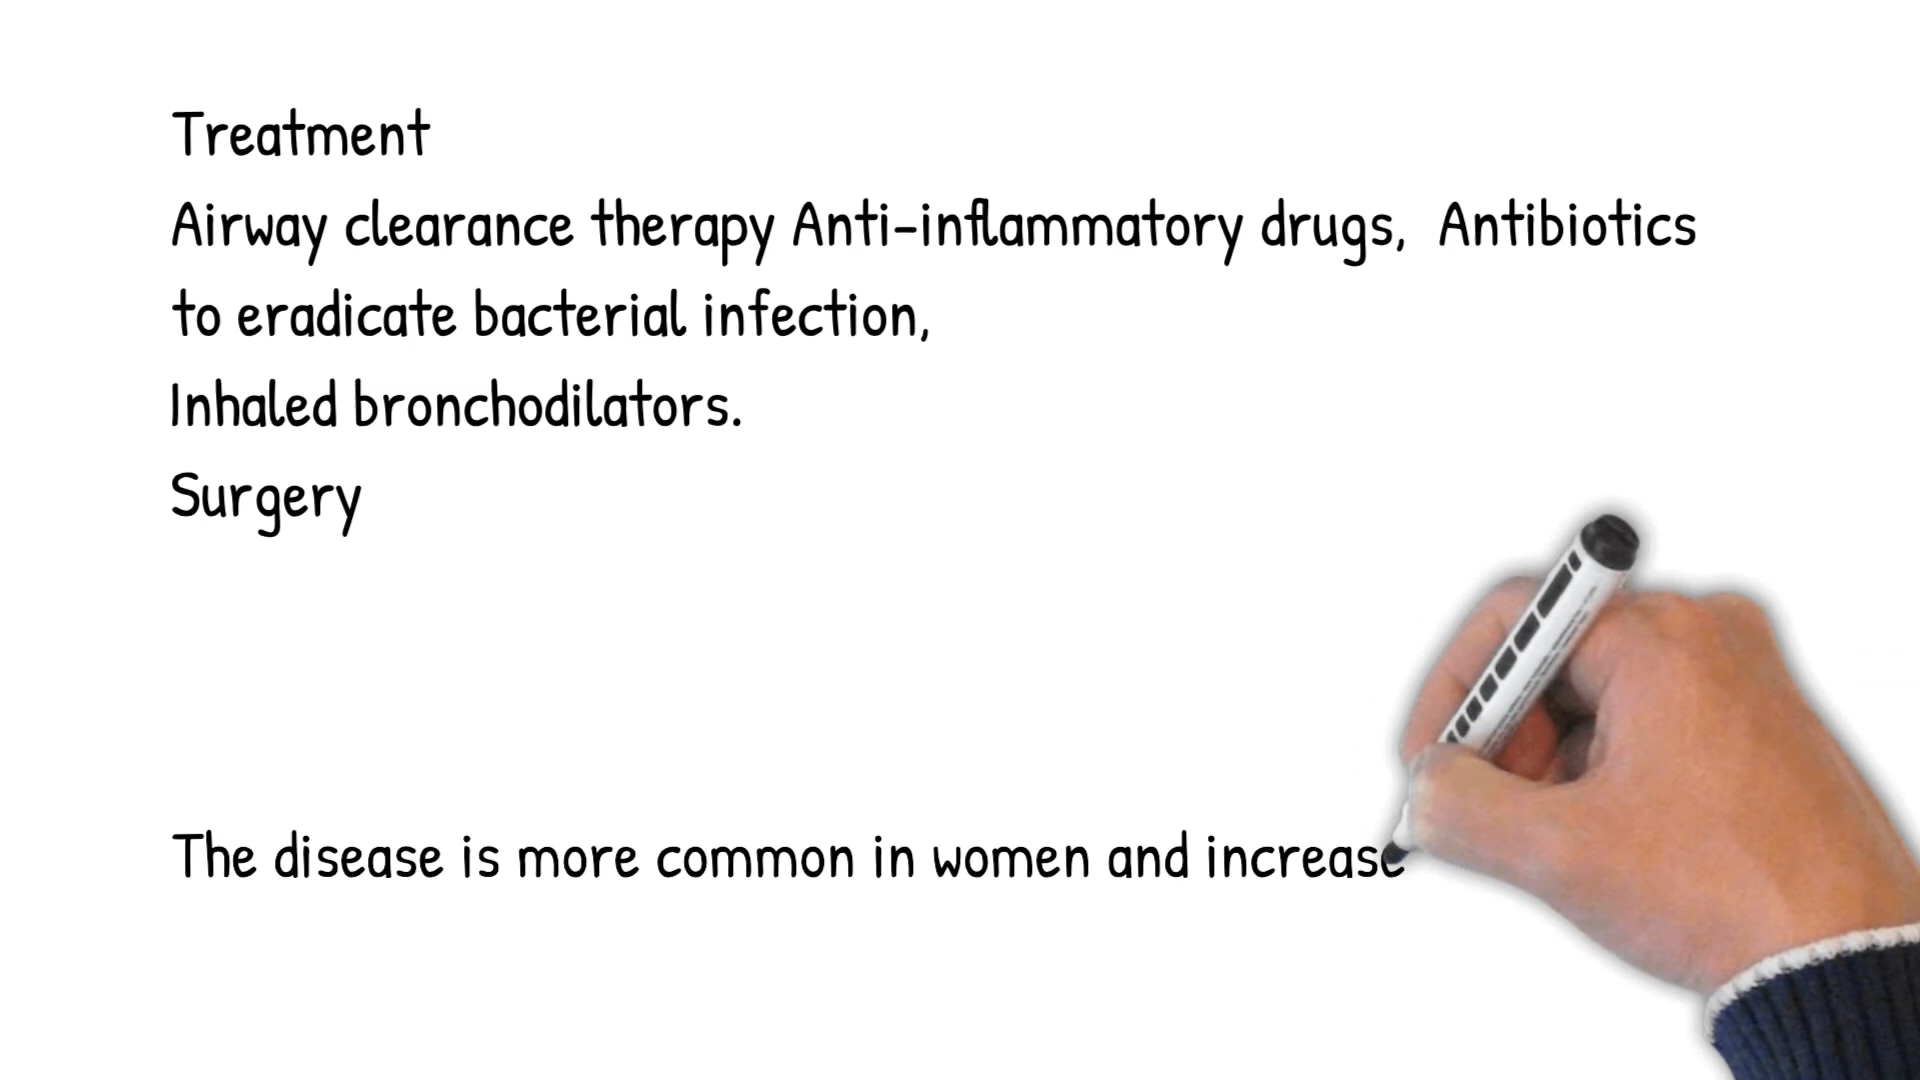 Treatment
Airway clearance therapy Anti-inflammatory drugs,  Antibiotics
to eradicate bacterial infection,
Inhaled bronchodilators.
Surgery
The disease is more common in women and increase